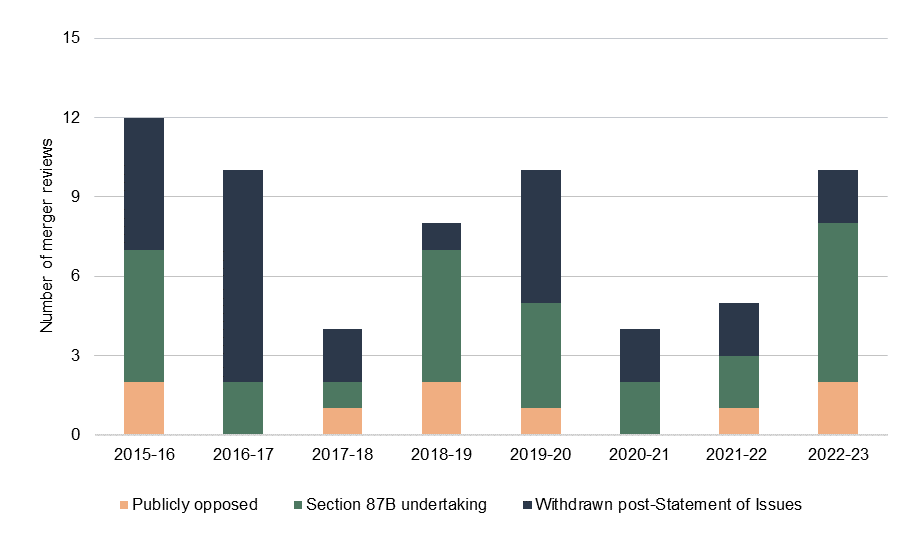 15
12
9
6
3
0
Number of merger reviews
2015-16 2016-17 2017-18 2018-19 2019-20 2020-21 2021-22 2022-23
Publicly opposed Section 87B undertaking Withdrawn post-Statement of Issues